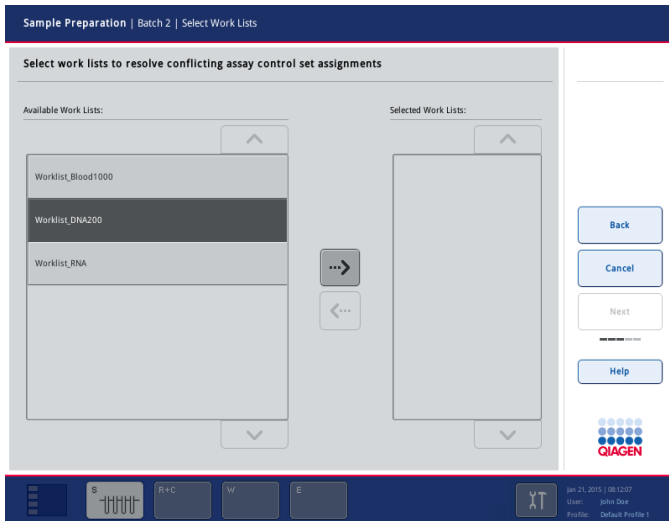 Sample Preparation | Batch 2 | Select Work Lists
Select work lists to resolve conflicting assay control set assignments
Available Work Lists:
Selected Work Lists:
Worklist_Blood1000
Worklist_DNA200
Worklist_RNA
Back
Cancel
Next
Help
QIAGEN
S
R+C
W
E
Jan 21, 2015 | 08:12:07
User: John Doe
Profile: Default Profile 1